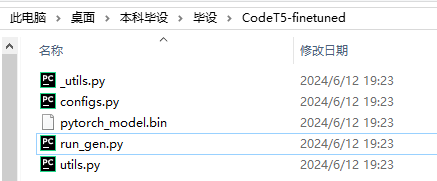 此电脑 > 桌面 > 本科毕设 > 毕设 > CodeT5-finetuned
名称 修改日期
_utils.py 2024/6/12 19:23
configs.py 2024/6/12 19:23
pytorch_model.bin 2024/6/12 19:23
run_gen.py 2024/6/12 19:23
utils.py 2024/6/12 19:23